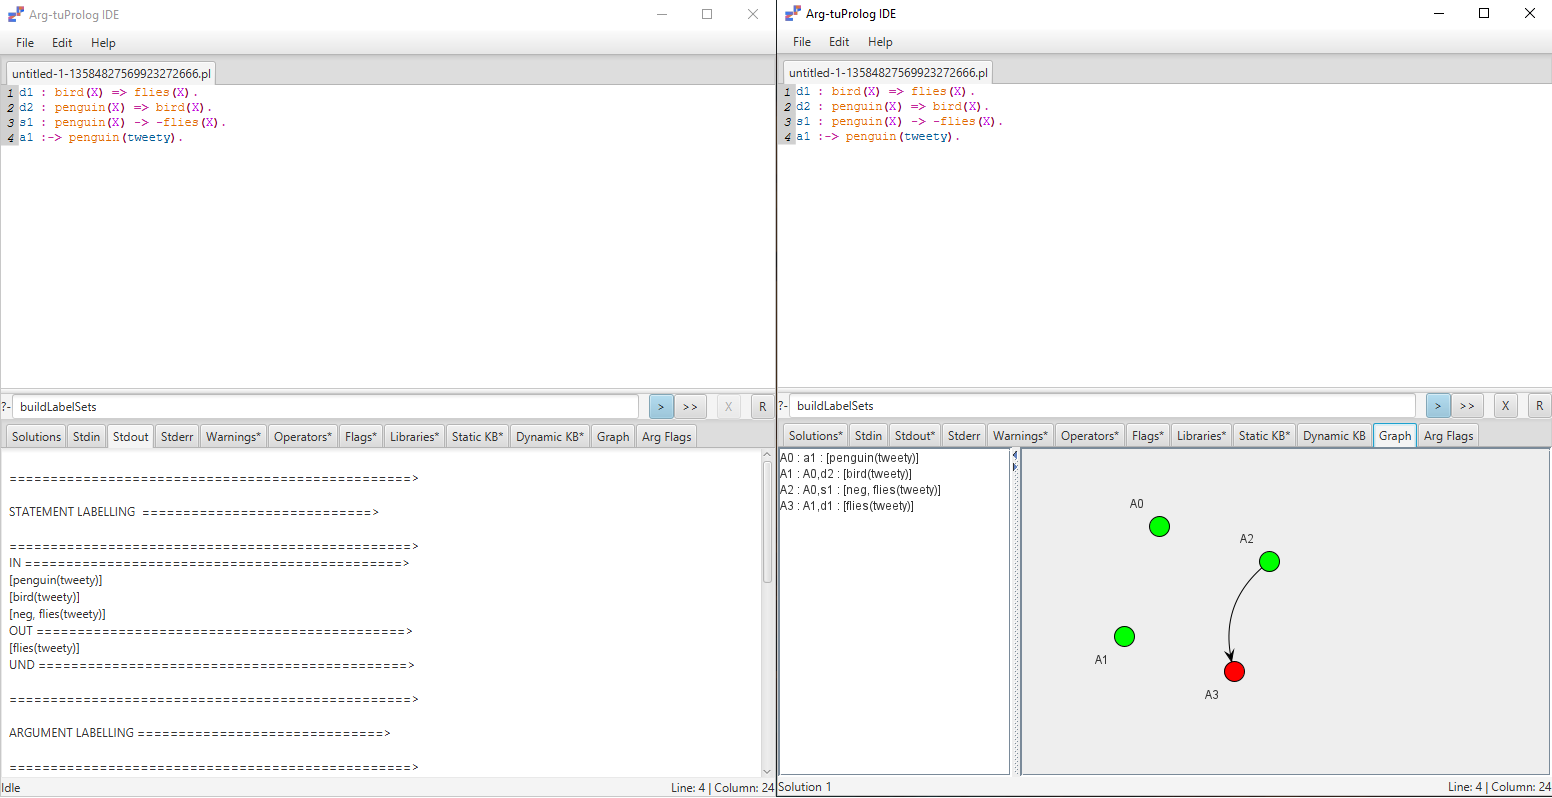 Arg-tuProlog IDE
File Edit Help
untitled-1-13584827569923272666.pl
1 d1 : bird(X) => flies(X).
2 d2 : penguin(X) => bird(X).
3 s1 : penguin(X) -> -flies(X).
4 a1 :-> penguin(tweety).
?- buildLabelSets > >> X R
Solutions Stdin Stdout Stderr Warnings* Operators* Flags* Libraries* Static KB* Dynamic KB* Graph Arg Flags
=================================================>
STATEMENT LABELLING ============================>
=================================================>
IN ==============================================>
[penguin(tweety)]
[bird(tweety)]
[neg, flies(tweety)]
OUT =============================================>
[flies(tweety)]
UND =============================================>
=================================================>
ARGUMENT LABELLING ==============================>
=================================================>
Idle Line: 4 | Column: 24
Arg-tuProlog IDE
File Edit Help
untitled-1-13584827569923272666.pl
1 d1 : bird(X) => flies(X).
2 d2 : penguin(X) => bird(X).
3 s1 : penguin(X) -> -flies(X).
4 a1 :-> penguin(tweety).
?- buildLabelSets > >> X R
Solutions* Stdin Stdout* Stderr Warnings* Operators* Flags* Libraries* Static KB* Dynamic KB Graph Arg Flags
A0 : a1 : [penguin(tweety)]
A1 : A0,d2 : [bird(tweety)]
A2 : A0,s1 : [neg, flies(tweety)]
A3 : A1,d1 : [flies(tweety)]
A0
A2
A1
A3
Solution 1 Line: 4 | Column: 24